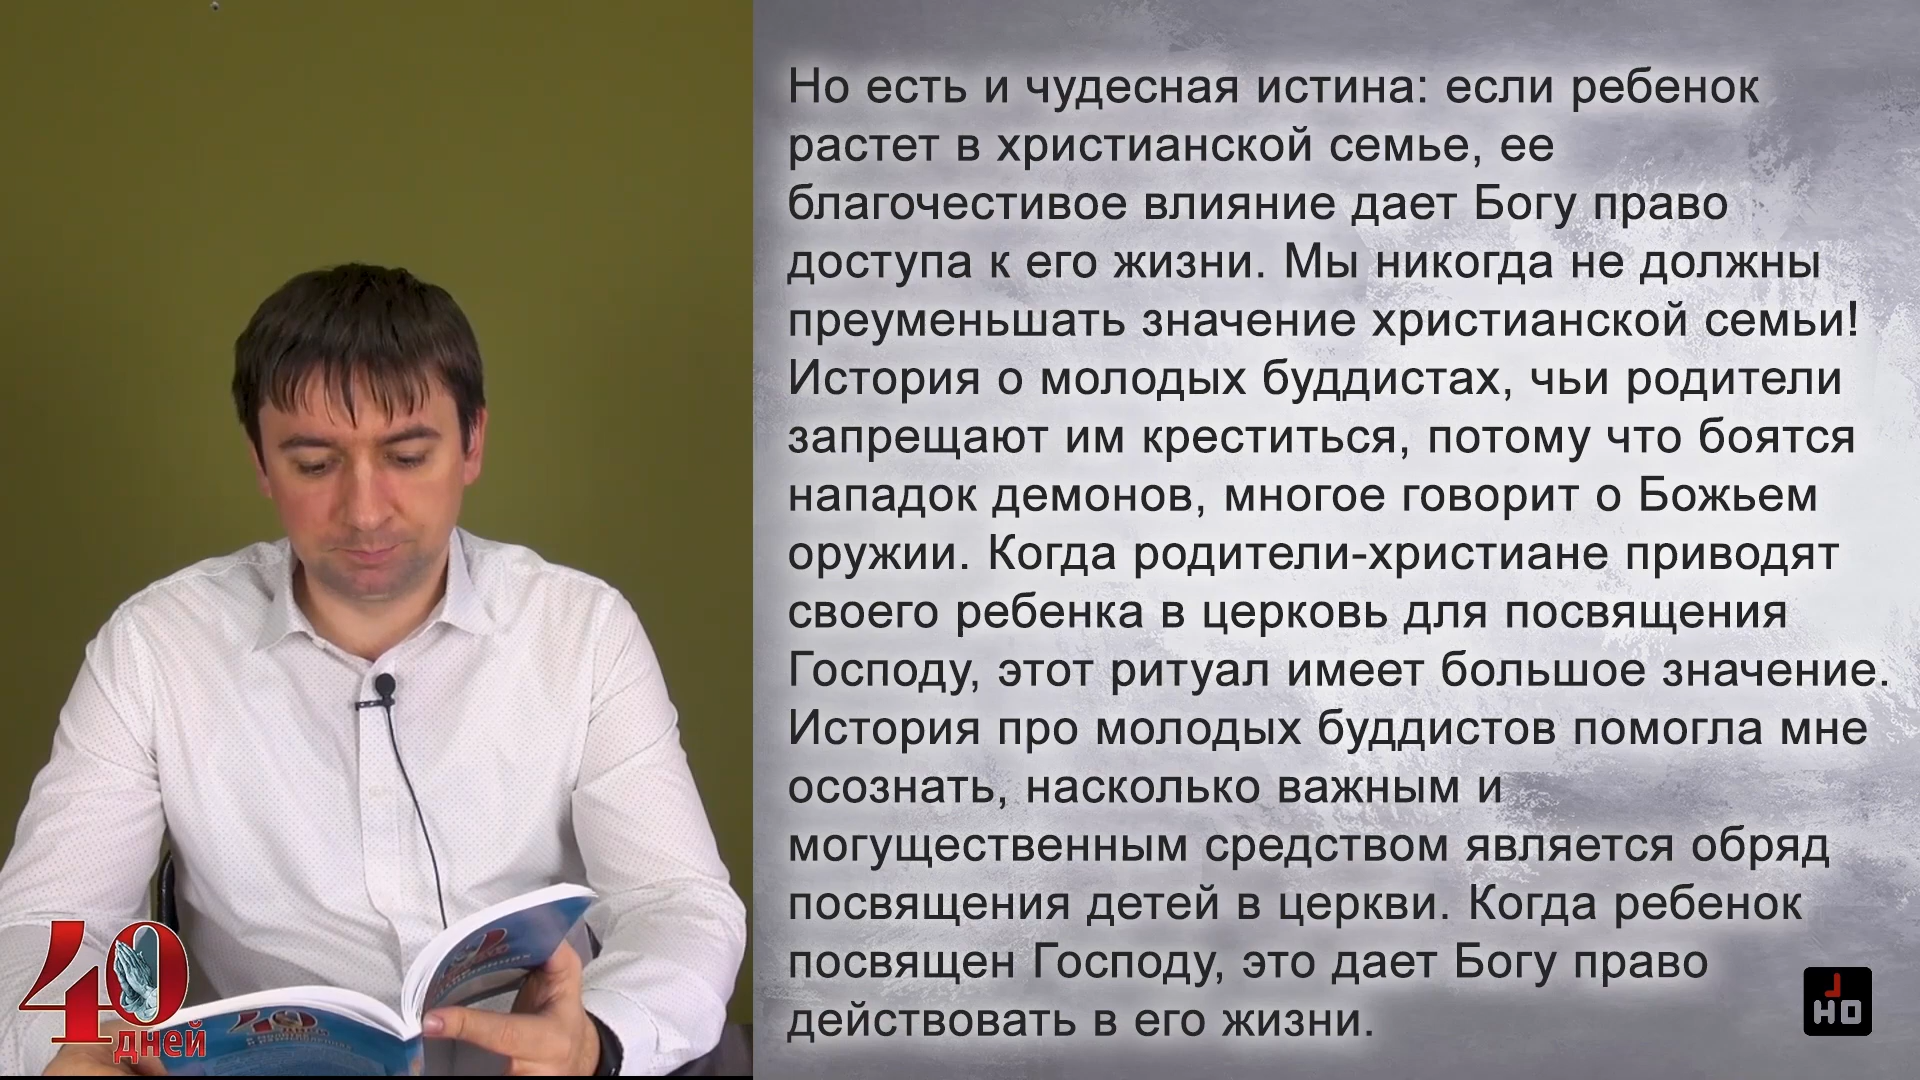 Но есть и чудесная истина: если ребенок
растет в христианской семье, ее
благочестивое влияние дает Богу право
доступа к его жизни. Мы никогда не должны
преуменьшать значение христианской семьи!
История о молодых буддистах, чьи родители
запрещают им креститься, потому что боятся
нападок демонов, многое говорит о Божьем
оружии. Когда родители-христиане приводят
своего ребенка в церковь для посвящения
Господу, этот ритуал имеет большое значение.
История про молодых буддистов помогла мне
осознать, насколько важным и
могущественным средством является обряд
посвящения детей в церкви. Когда ребенок
посвящен Господу, это дает Богу право
действовать в его жизни.
40
дней
40
НО